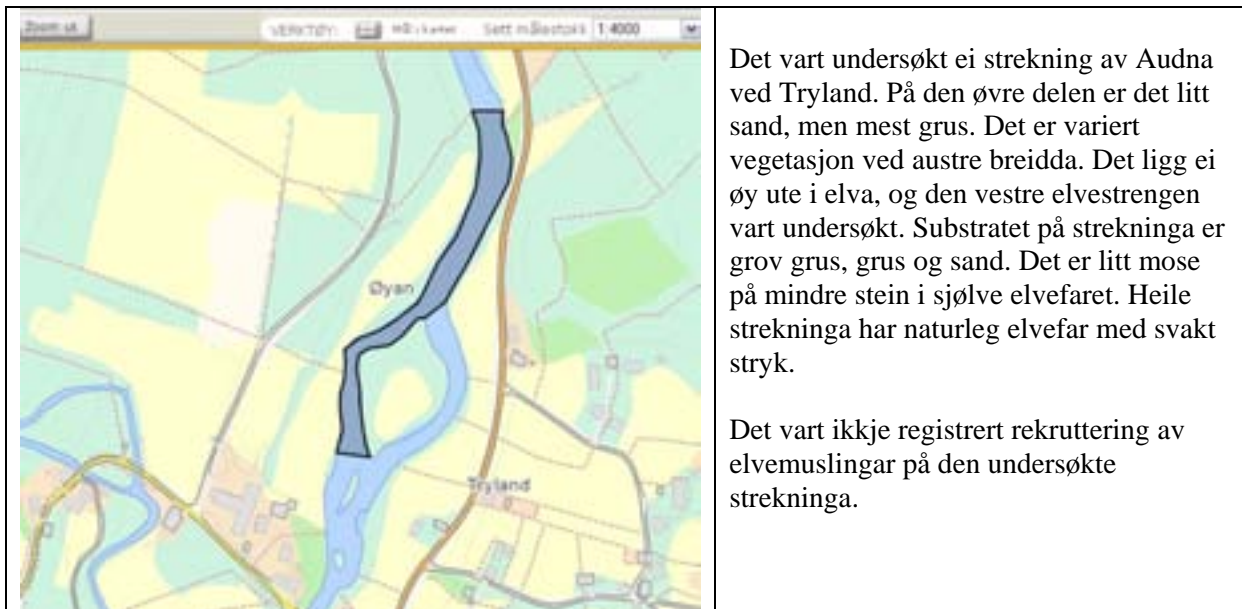 Zoom ut
VERKTØY:
Mål i kartet
Sett målestokk 1:4000
Øyan
Tryland
Det vart undersøkt ei strekning av Audna
ved Tryland. På den øvre delen er det litt
sand, men mest grus. Det er variert
vegetasjon ved austre breidda. Det ligg ei
øy ute i elva, og den vestre elvestrengen
vart undersøkt. Substratet på strekninga er
grov grus, grus og sand. Det er litt mose
på mindre stein i sjølve elvefaret. Heile
strekninga har naturleg elvefar med svakt
stryk.
Det vart ikkje registrert rekruttering av
elvemuslingar på den undersøkte
strekninga.